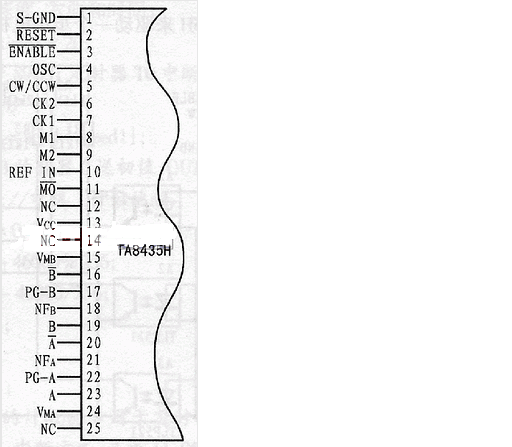 S-GND 1
RESET 2
ENABLE 3
OSC 4
CW/CCW 5
CK2 6
CK1 7
M1 8
M2 9
REF IN 10
MO 11
NC 12
VCC 13
NC 14
TA8435H
VMB 15
B 16
PG-B 17
NFB 18
B 19
A 20
NFA 21
PG-A 22
A 23
VMA 24
NC 25